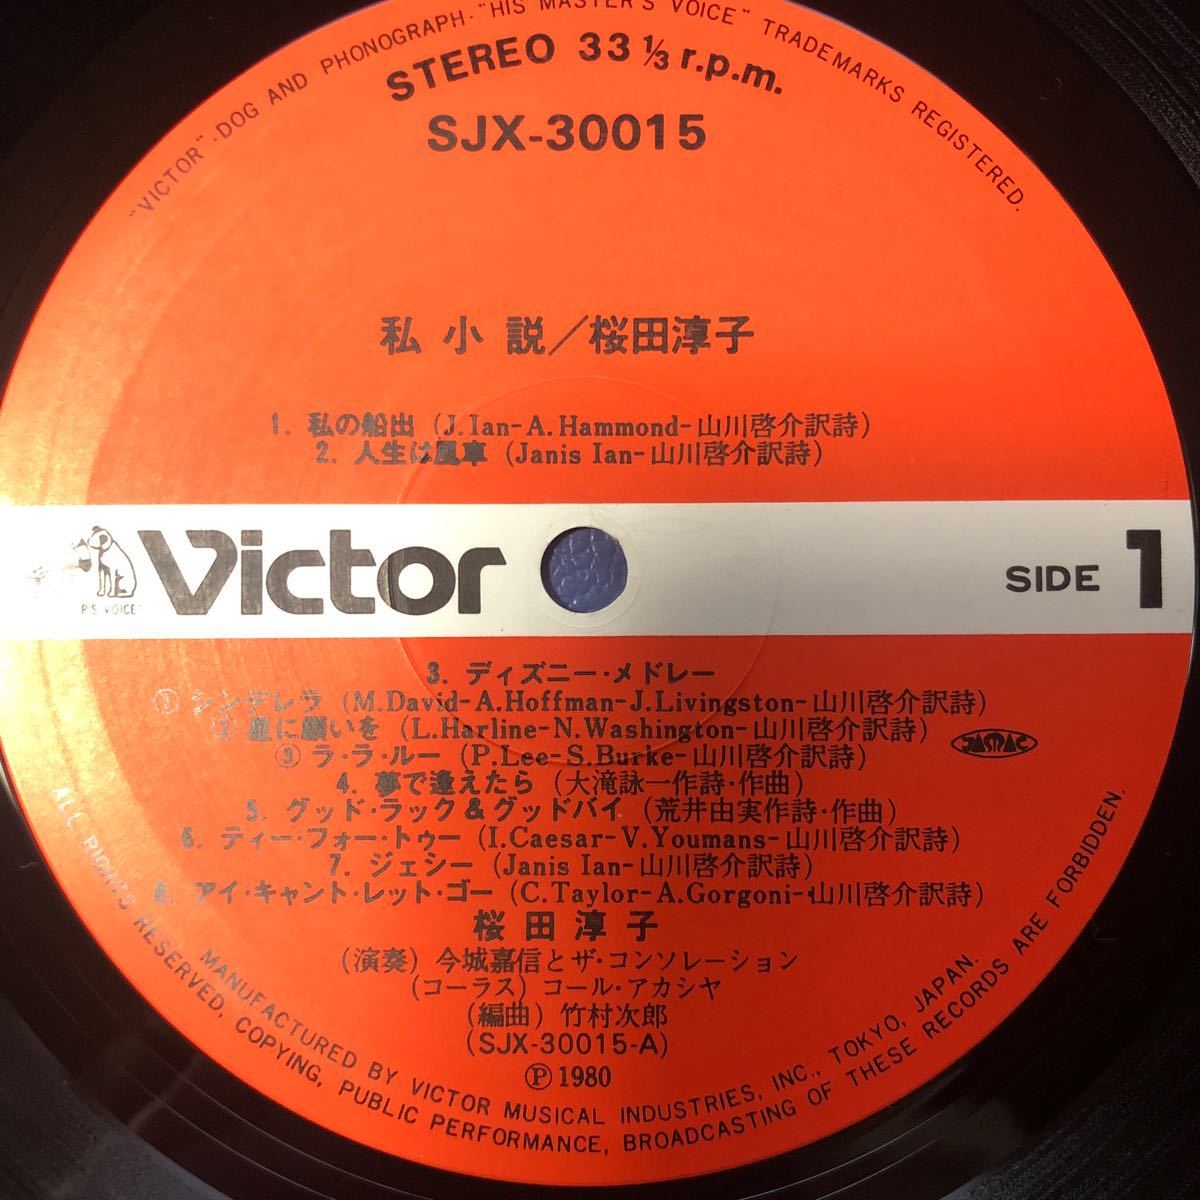 "VICTOR"·DOG AND PHONOGRAPH·"HIS MASTER'S VOICE" TRADEMARKS REGISTERED.
STEREO 33 ⅓ r.p.m.
SJX-30015
私小説／桜田淳子
1. 私の船出 (J. Ian-A. Hammond-山川啓介訳詩)
2. 人生は風車 (Janis Ian-山川啓介訳詩)
R'S VOICE"
Victor
SIDE 1
3. ディズニー・メドレー
① シンデレラ (M. David-A. Hoffman-J. Livingston-山川啓介訳詩)
② 星に願いを (L. Harline-N. Washington-山川啓介訳詩)
③ ラ・ラ・ルー (P. Lee-S. Burke-山川啓介訳詩)
JASRAC
4. 夢で逢えたら (大滝詠一作詩・作曲)
5. グッド・ラック&グッドバイ (荒井由実作詩・作曲)
6. ティー・フォー・トゥー (I. Caesar-V. Youmans-山川啓介訳詩)
7. ジェシー (Janis Ian-山川啓介訳詩)
8. アイ・キャント・レット・ゴー (C. Taylor-A. Gorgoni-山川啓介訳詩)
桜田淳子
(演奏) 今城嘉信とザ・コンソレーション
(コーラス) コール・アカシヤ
(編曲) 竹村次郎
(SJX-30015-A)
Ⓟ1980
MANUFACTURED BY VICTOR MUSICAL INDUSTRIES, INC., TOKYO, JAPAN.
ALL RIGHTS RESERVED, COPYING, PUBLIC PERFORMANCE, BROADCASTING OF THESE RECORDS ARE FORBIDDEN.